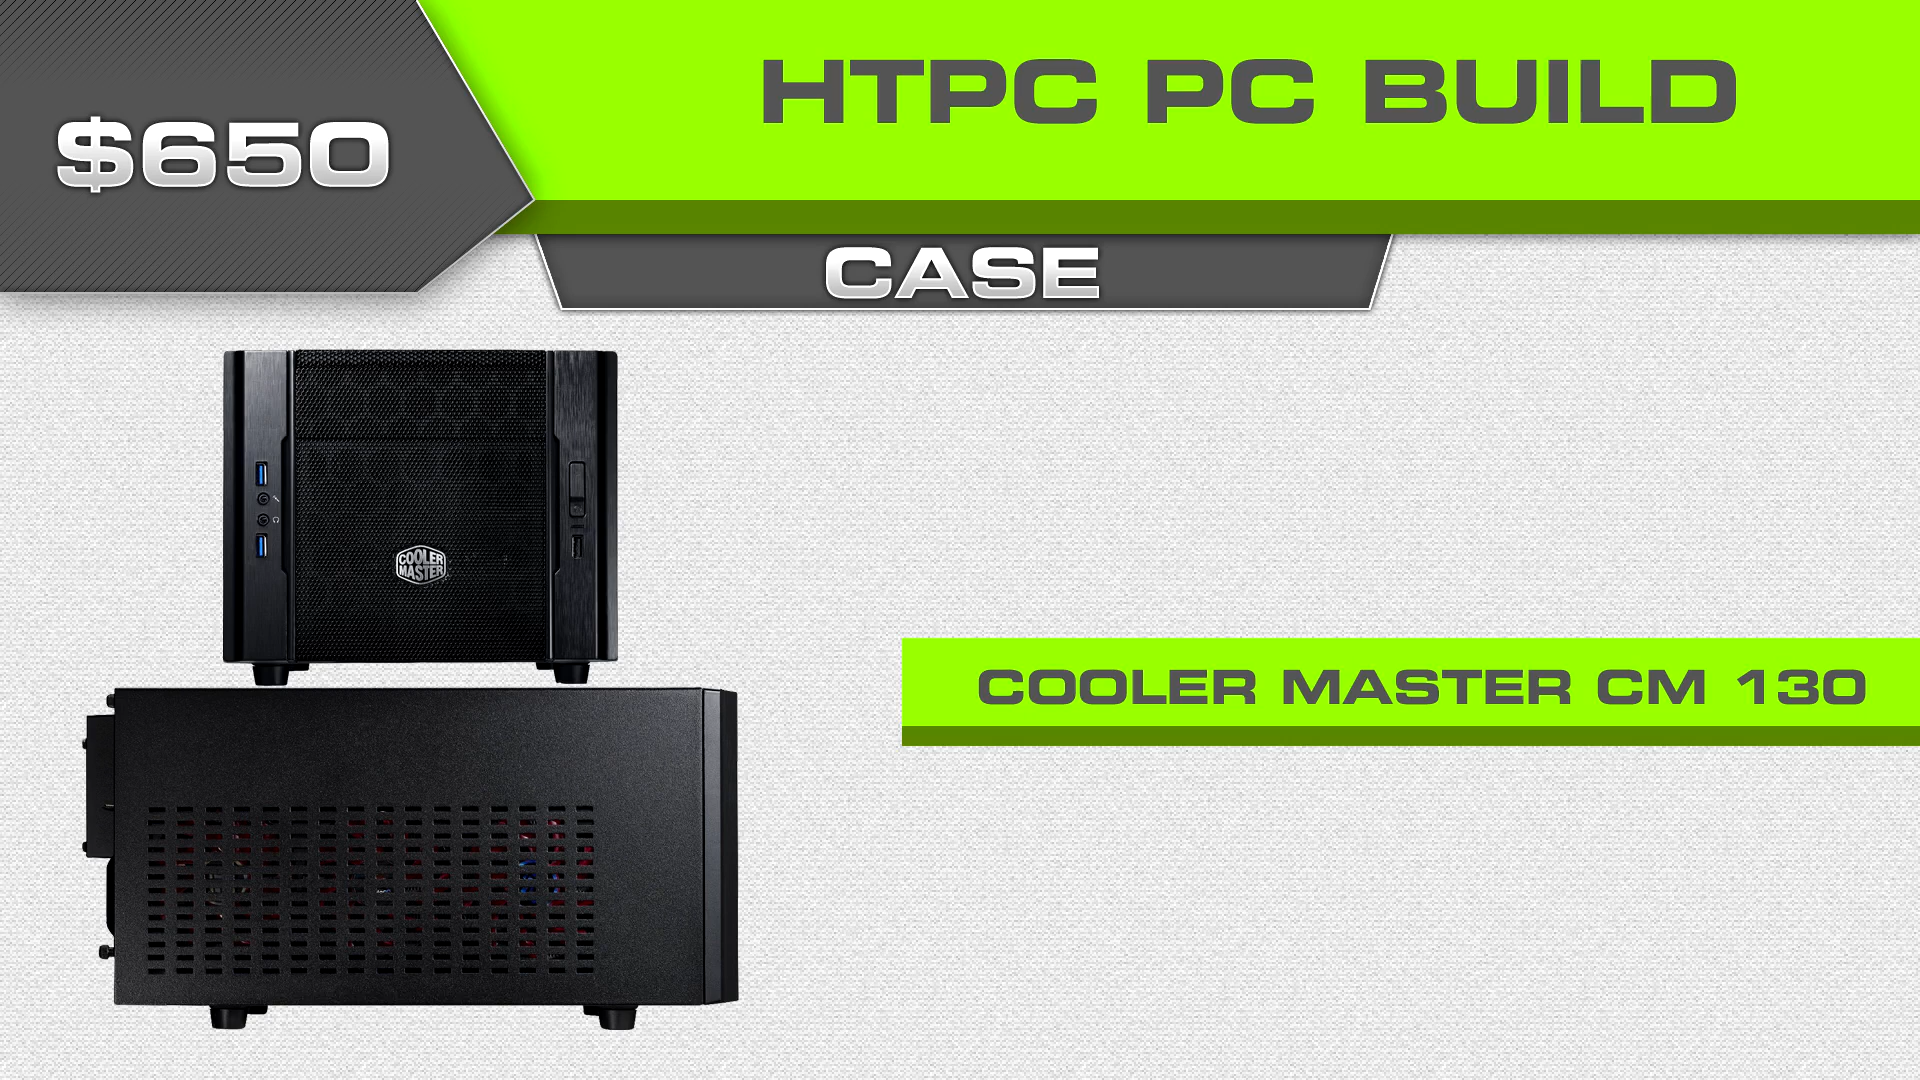 $650
HTPC PC BUILD
CASE
COOLER
MASTER
COOLER MASTER CM 130